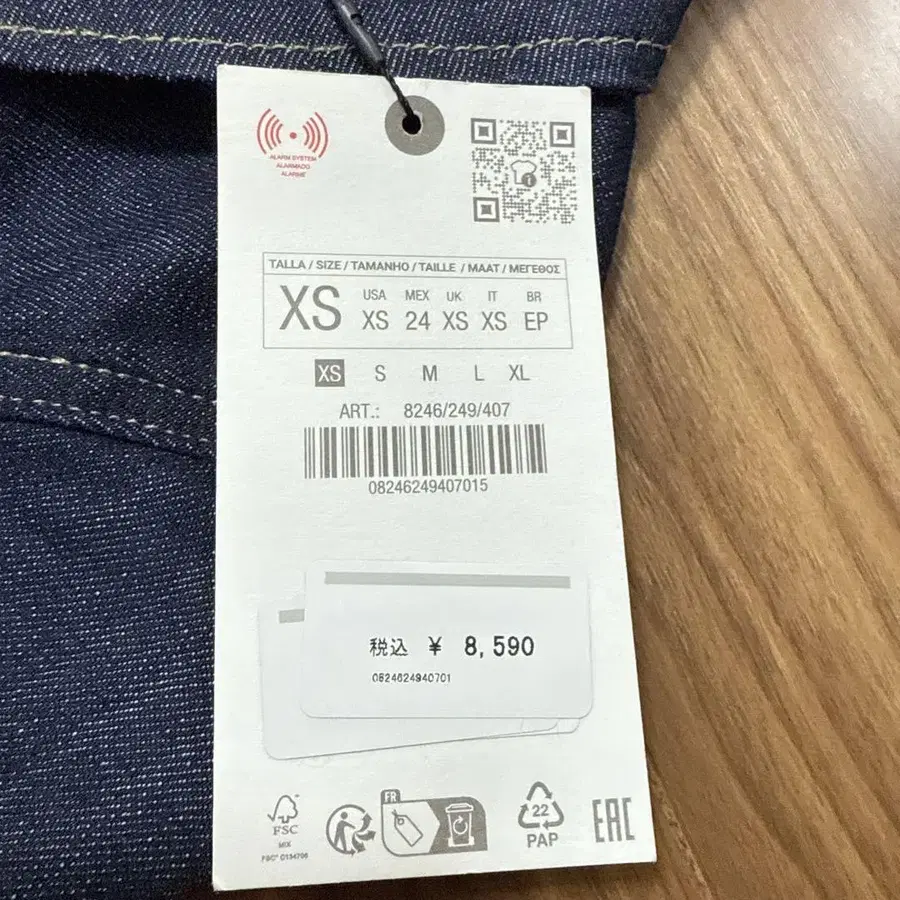 ALARM SYSTEM
ALARMADO
ALARME
TALLA / SIZE / TAMANHO / TAILLE / MAAT / ΜΕΓΕΘΟΣ
XS
USA MEX UK IT BR
XS 24 XS XS EP
XS S M L XL
ART.: 8246/249/407
08246249407015
税込 ¥ 8,590
0824624940701
FR
FSC
MIX
22
PAP
EAC